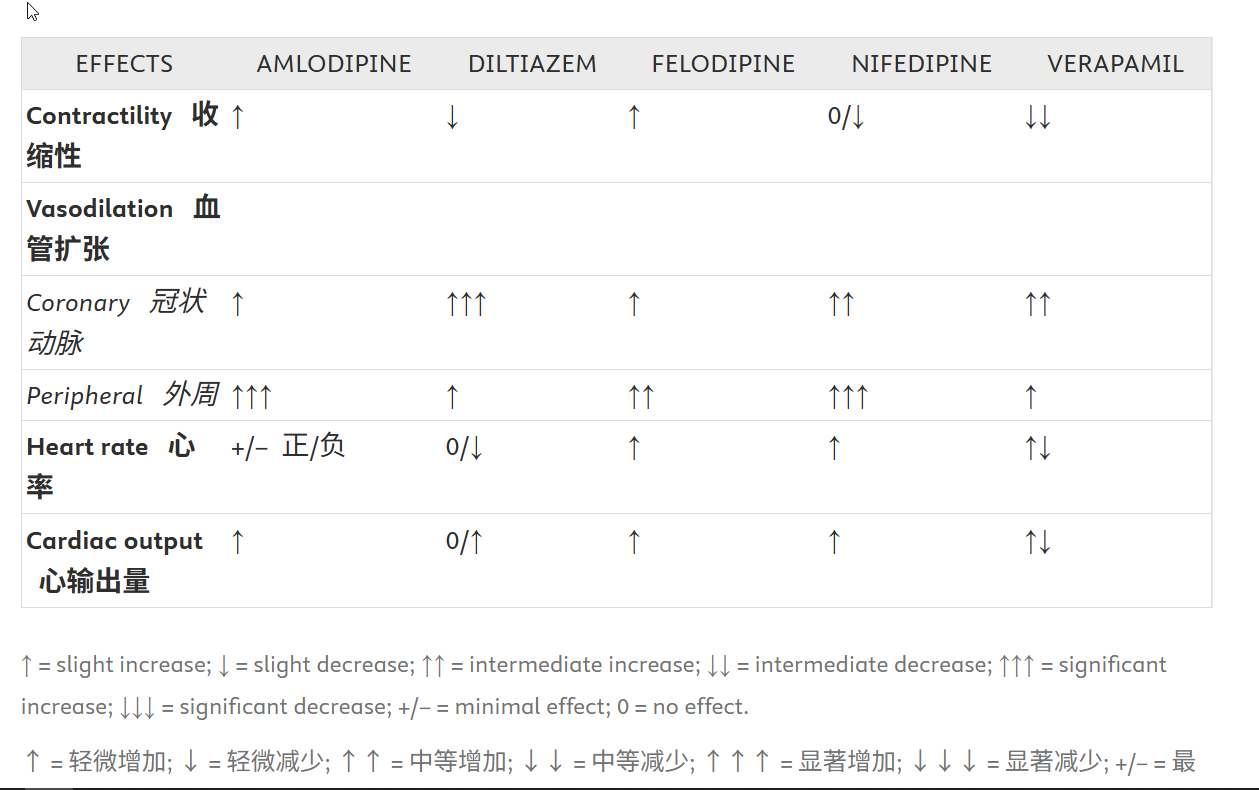 EFFECTS AMLODIPINE DILTIAZEM FELODIPINE NIFEDIPINE VERAPAMIL
Contractility 收 ↑ ↓ ↑ 0/↓ ↓↓
缩性
Vasodilation 血
管扩张
Coronary 冠状 ↑ ↑↑↑ ↑ ↑↑ ↑↑
动脉
Peripheral 外周 ↑↑↑ ↑ ↑↑ ↑↑↑ ↑
Heart rate 心 +/− 正/负 0/↓ ↑ ↑ ↑↓
率
Cardiac output ↑ 0/↑ ↑ ↑ ↑↓
心输出量
↑ = slight increase; ↓ = slight decrease; ↑↑ = intermediate increase; ↓↓ = intermediate decrease; ↑↑↑ = significant
increase; ↓↓↓ = significant decrease; +/− = minimal effect; 0 = no effect.
↑ = 轻微增加; ↓ = 轻微减少; ↑ ↑ = 中等增加; ↓ ↓ = 中等减少; ↑ ↑ ↑ = 显著增加; ↓ ↓ ↓ = 显著减少; +/− = 最